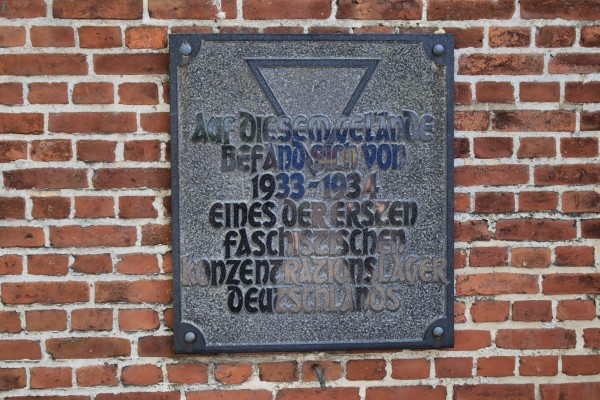 AUF DIESEM GELÄNDE
BEFAND SICH VON
1933-1934
EINES DER ERSTEN
FASCHISTISCHEN
KONZENTRATIONSLAGER
DEUTSCHLANDS